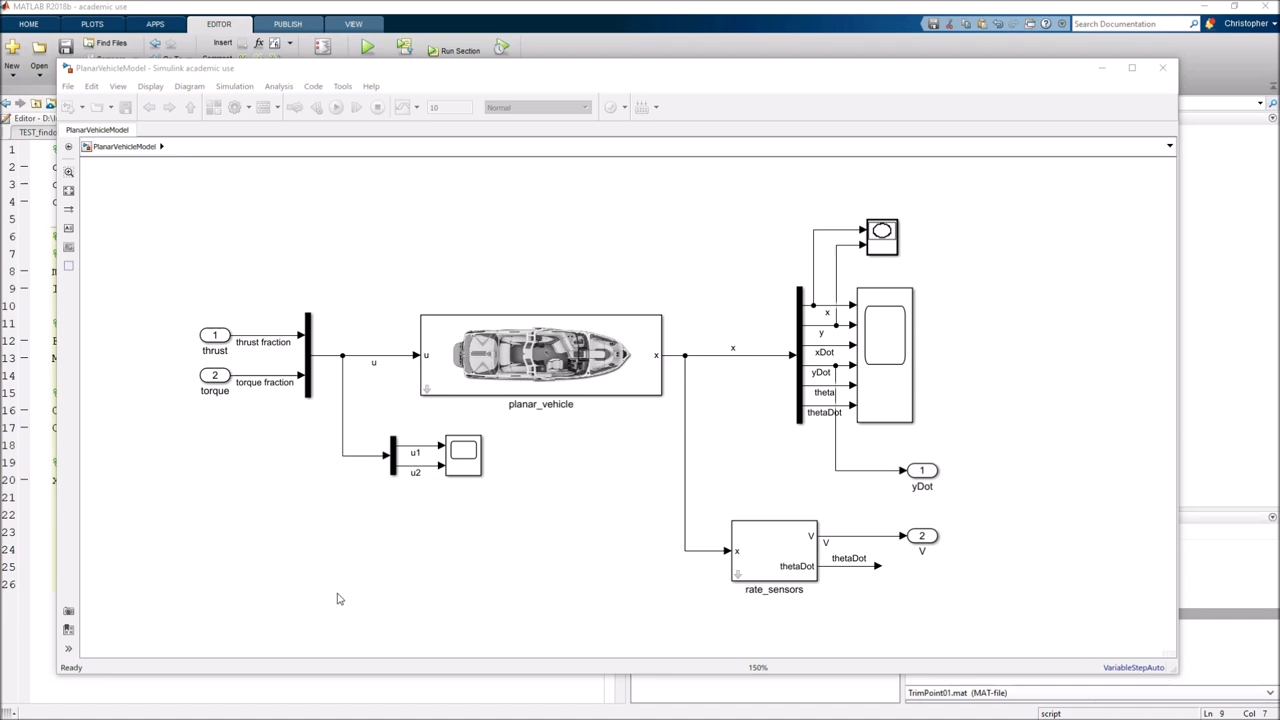 MATLAB R2018b - academic use
HOME PLOTS APPS EDITOR PUBLISH VIEW
Search Documentation
Christopher
New Open
Find Files
Insert
Run Section
PlanarVehicleModel - Simulink academic use
File Edit View Display Diagram Simulation Analysis Code Tools Help
10 Normal
Editor - D:\I
TEST_findo
PlanarVehicleModel
PlanarVehicleModel
1
2
3
4
5
6
7
8
9
10
11
12
13
14
15
16
17
18
19
20
21
22
23
24
25
26
1
thrust
thrust fraction
2
torque
torque fraction
u
u x
planar_vehicle
u1
u2
x
x
y
xDot
yDot
theta
thetaDot
1
yDot
x V
thetaDot
rate_sensors
V
thetaDot
2
V
Ready 150% VariableStepAuto
TrimPoint01.mat (MAT-file)
script Ln 9 Col 7